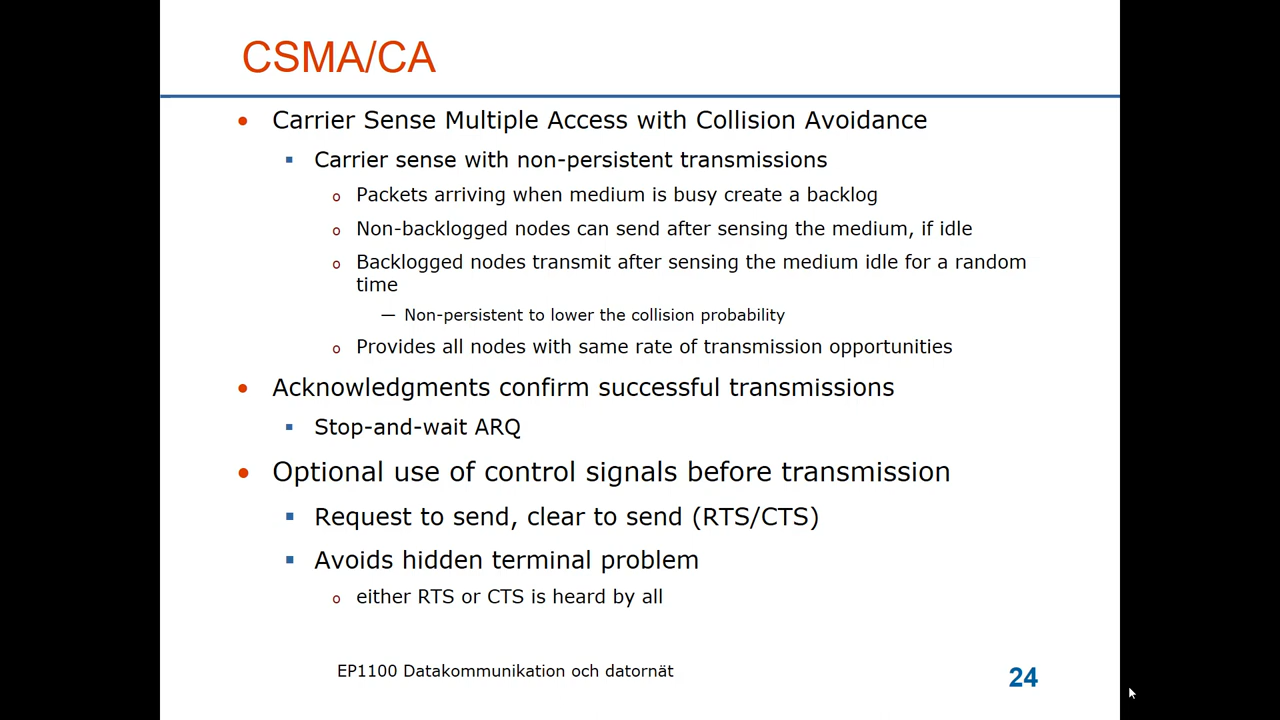 CSMA/CA
Carrier Sense Multiple Access with Collision Avoidance
Carrier sense with non-persistent transmissions
Packets arriving when medium is busy create a backlog
Non-backlogged nodes can send after sensing the medium, if idle
Backlogged nodes transmit after sensing the medium idle for a random
time
— Non-persistent to lower the collision probability
Provides all nodes with same rate of transmission opportunities
Acknowledgments confirm successful transmissions
Stop-and-wait ARQ
Optional use of control signals before transmission
Request to send, clear to send (RTS/CTS)
Avoids hidden terminal problem
either RTS or CTS is heard by all
EP1100 Datakommunikation och datornät
24